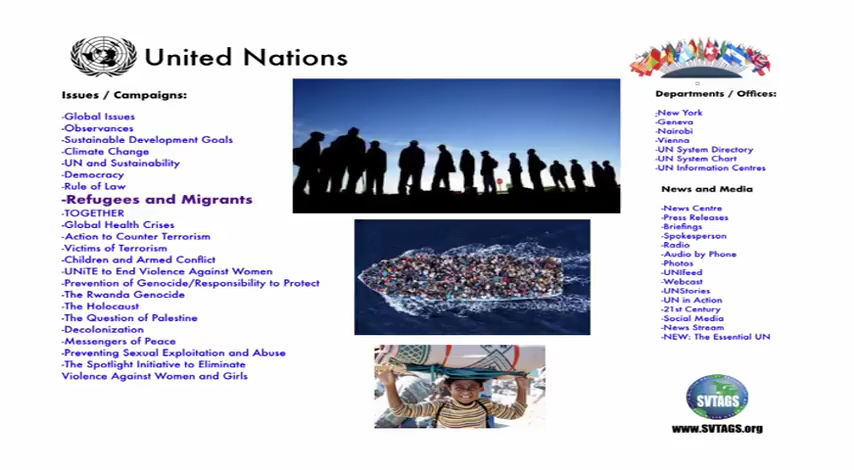 United Nations
Issues / Campaigns:
-Global Issues
-Observances
-Sustainable Development Goals
-Climate Change
-UN and Sustainability
-Democracy
-Rule of Law
-Refugees and Migrants
-TOGETHER
-Global Health Crises
-Action to Counter Terrorism
-Victims of Terrorism
-Children and Armed Conflict
-UNiTE to End Violence Against Women
-Prevention of Genocide/Responsibility to Protect
-The Rwanda Genocide
-The Holocaust
-The Question of Palestine
-Decolonization
-Messengers of Peace
-Preventing Sexual Exploitation and Abuse
-The Spotlight Initiative to Eliminate
Violence Against Women and Girls
Departments / Offices:
-New York
-Geneva
-Nairobi
-Vienna
-UN System Directory
-UN System Chart
-UN Information Centres
News and Media
-News Centre
-Press Releases
-Briefings
-Spokesperson
-Radio
-Audio by Phone
-Photos
-UNIfeed
-Webcast
-UNStories
-UN in Action
-21st Century
-Social Media
-News Stream
-NEW: The Essential UN
SVTAGS
www.SVTAGS.org